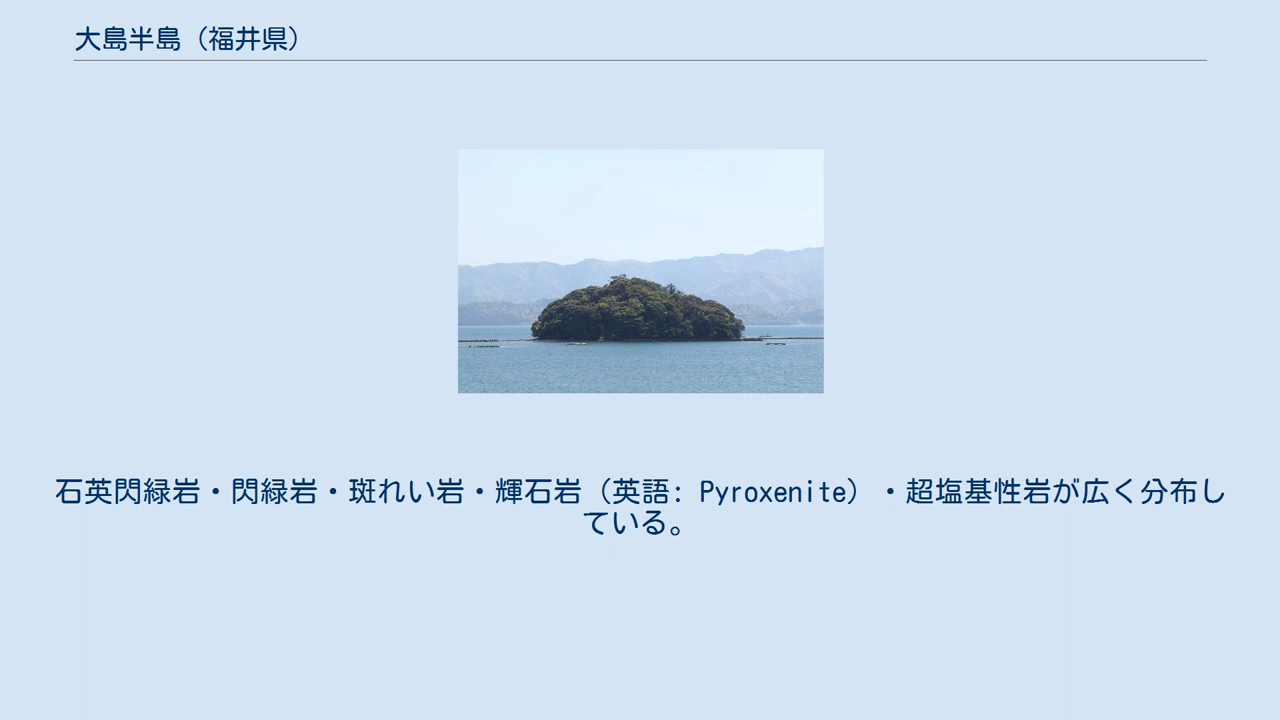 大島半島（福井県）
石英閃緑岩・閃緑岩・斑れい岩・輝石岩（英語: Pyroxenite）・超塩基性岩が広く分布し
ている。